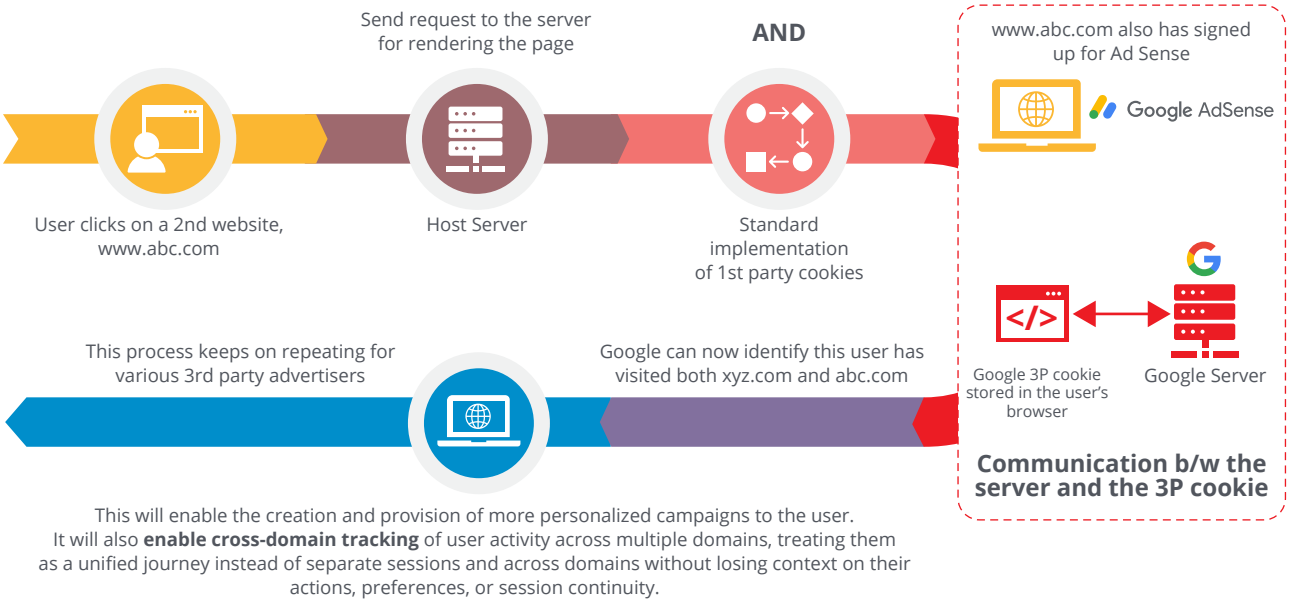 Send request to the server
for rendering the page
AND
www.abc.com also has signed
up for Ad Sense
Google AdSense
User clicks on a 2nd website,
www.abc.com
Host Server
Standard
implementation
of 1st party cookies
G
</>
Google 3P cookie
stored in the user's
browser
Google Server
Communication b/w the
server and the 3P cookie
Google can now identify this user has
visited both xyz.com and abc.com
This process keeps on repeating for
various 3rd party advertisers
This will enable the creation and provision of more personalized campaigns to the user.
It will also enable cross-domain tracking of user activity across multiple domains, treating them
as a unified journey instead of separate sessions and across domains without losing context on their
actions, preferences, or session continuity.